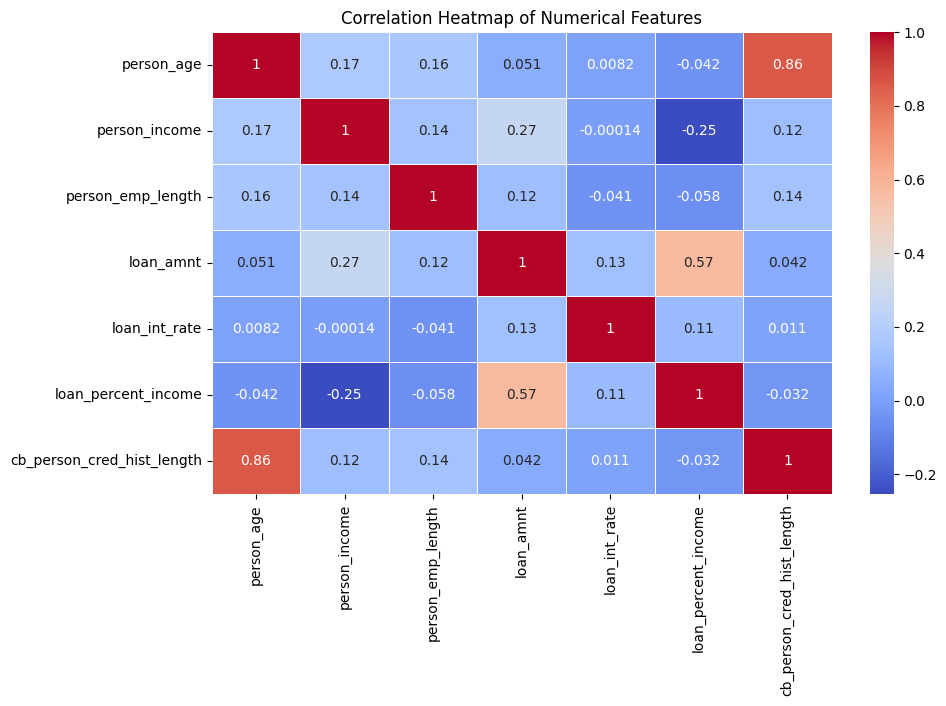 Correlation Heatmap of Numerical Features
person_age 1 0.17 0.16 0.051 0.0082 -0.042 0.86
person_income 0.17 1 0.14 0.27 -0.00014 -0.25 0.12
person_emp_length 0.16 0.14 1 0.12 -0.041 -0.058 0.14
loan_amnt 0.051 0.27 0.12 1 0.13 0.57 0.042
loan_int_rate 0.0082 -0.00014 -0.041 0.13 1 0.11 0.011
loan_percent_income -0.042 -0.25 -0.058 0.57 0.11 1 -0.032
cb_person_cred_hist_length 0.86 0.12 0.14 0.042 0.011 -0.032 1
person_age
person_income
person_emp_length
loan_amnt
loan_int_rate
loan_percent_income
cb_person_cred_hist_length
1.0
0.8
0.6
0.4
0.2
0.0
−0.2